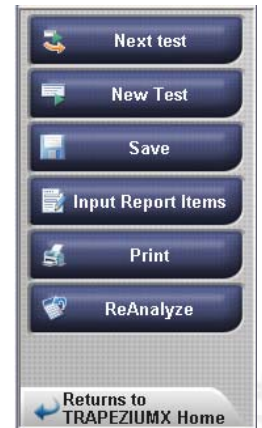 Next test
New Test
Save
Input Report Items
Print
ReAnalyze
Returns to
TRAPEZIUMX Home